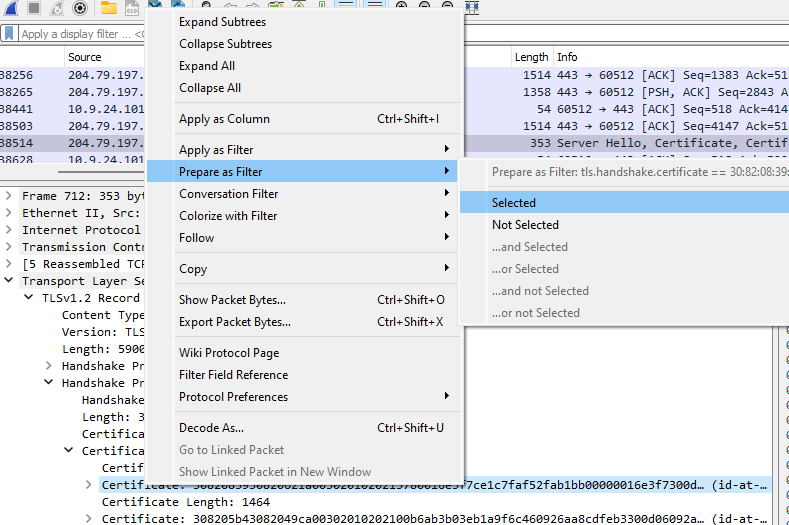 Apply a display filter ... <C
Source
Length Info
38256 204.79.197. 1514 443 → 60512 [ACK] Seq=1383 Ack=51
38265 204.79.197. 1358 443 → 60512 [PSH, ACK] Seq=2843 A
38441 10.9.24.101 54 60512 → 443 [ACK] Seq=518 Ack=4147
38503 204.79.197. 1514 443 → 60512 [ACK] Seq=4147 Ack=51
38514 204.79.197. 353 Server Hello, Certificate, Certif
38628 10.9.24.101
Expand Subtrees
Collapse Subtrees
Expand All
Collapse All
Apply as Column Ctrl+Shift+I
Apply as Filter
Prepare as Filter
Conversation Filter
Colorize with Filter
Follow
Copy
Show Packet Bytes... Ctrl+Shift+O
Export Packet Bytes... Ctrl+Shift+X
Wiki Protocol Page
Filter Field Reference
Protocol Preferences
Decode As... Ctrl+Shift+U
Go to Linked Packet
Show Linked Packet in New Window
Prepare as Filter: tls.handshake.certificate == 30:82:08:39:
Selected
Not Selected
...and Selected
...or Selected
...and not Selected
...or not Selected
Frame 712: 353 byt
Ethernet II, Src:
Internet Protocol
Transmission Contr
[5 Reassembled TCP
Transport Layer Se
TLSv1.2 Record
Content Type
Version: TLS
Length: 5900
Handshake Pr
Handshake Pr
Handshake
Length: 3
Certifica
Certifica
Certif
Certificate: (id-at-…
Certificate Length: 1464
Certificate: 308205b43082049ca00302010202100b6ab3b03eb1a9f6c460926aa8cdfeb3300d06092a… (id-at-…